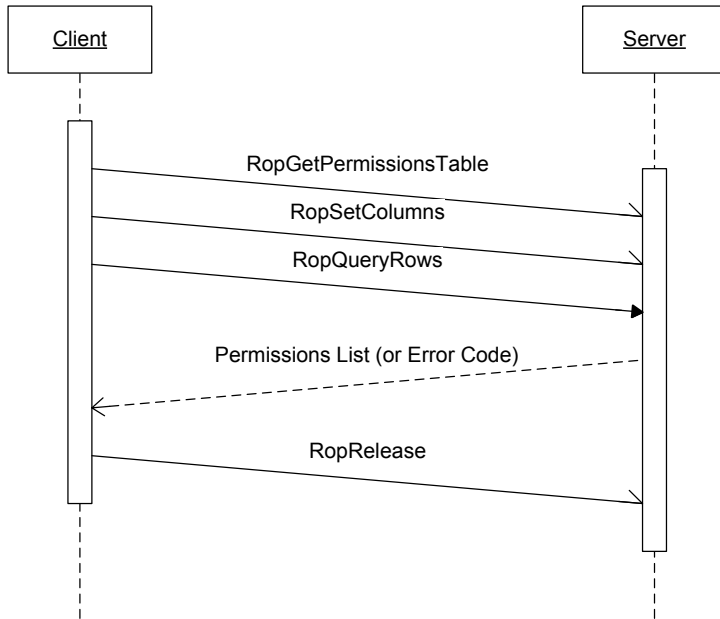 Client
Server
RopGetPermissionsTable
RopSetColumns
RopQueryRows
Permissions List (or Error Code)
RopRelease